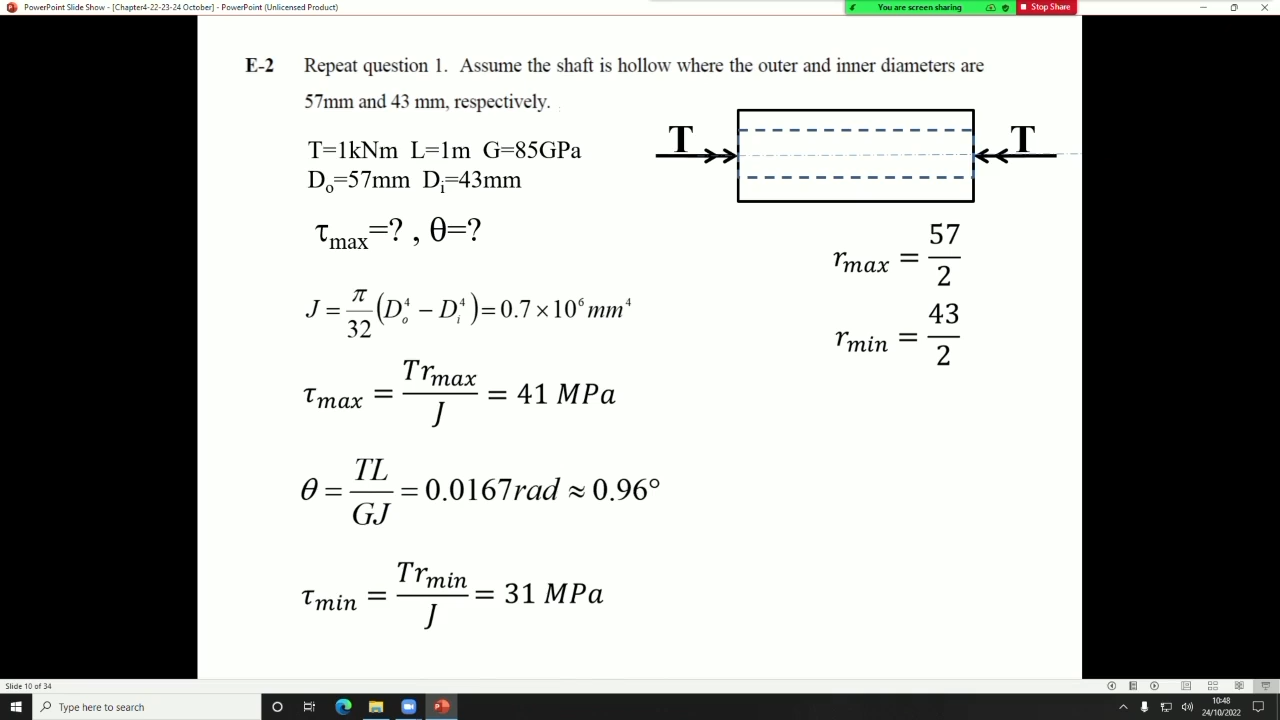 PowerPoint Slide Show - [Chapter4-22-23-24 October] - PowerPoint (Unlicensed Product)
You are screen sharing
Stop Share
E-2 Repeat question 1. Assume the shaft is hollow where the outer and inner diameters are
57mm and 43 mm, respectively.
T=1kNm L=1m G=85GPa
Dₒ=57mm Dᵢ=43mm
τmax=? , θ=?
T T
rmax = 57/2
rmin = 43/2
J = π/32 (Dₒ⁴ − Dᵢ⁴) = 0.7 × 10⁶ mm⁴
τmax = Trmax/J = 41 MPa
θ = TL/GJ = 0.0167rad ≈ 0.96°
τmin = Trmin/J = 31 MPa
Slide 10 of 34
Type here to search
10:48
24/10/2022